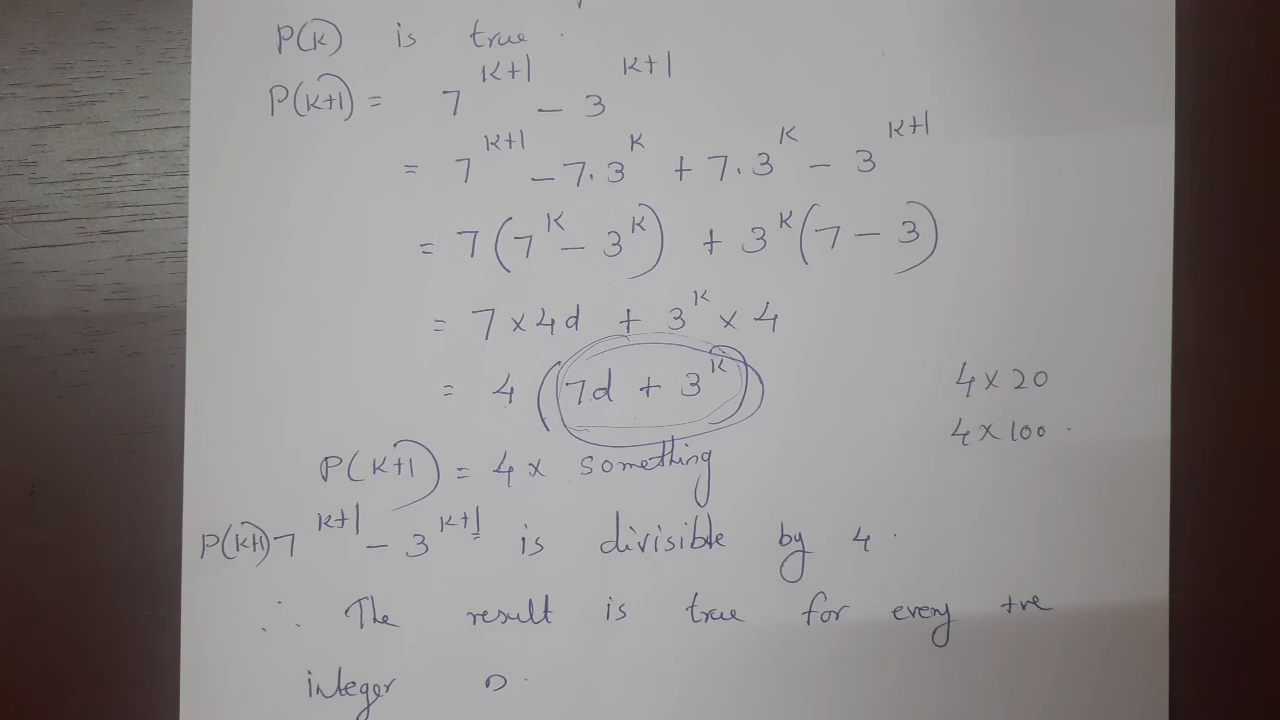 P(k) is true.
P(k+1) = 7^{k+1} - 3^{k+1}
= 7^{k+1} - 7.3^k + 7.3^k - 3^{k+1}
= 7(7^k - 3^k) + 3^k(7 - 3)
= 7 × 4d + 3^k × 4
= 4 (7d + 3^k)
4 × 20
4 × 100.
P(k+1) = 4 × something
P(k+1) 7^{k+1} - 3^{k+1} is divisible by 4.
∴ The result is true for every +ve
integer n.